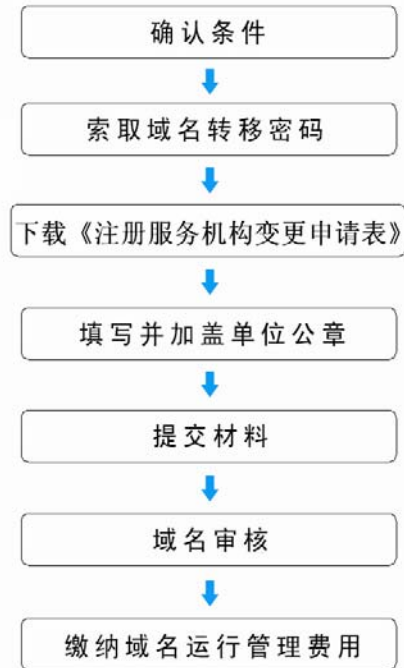 确认条件
索取域名转移密码
下载《注册服务机构变更申请表》
填写并加盖单位公章
提交材料
域名审核
缴纳域名运行管理费用